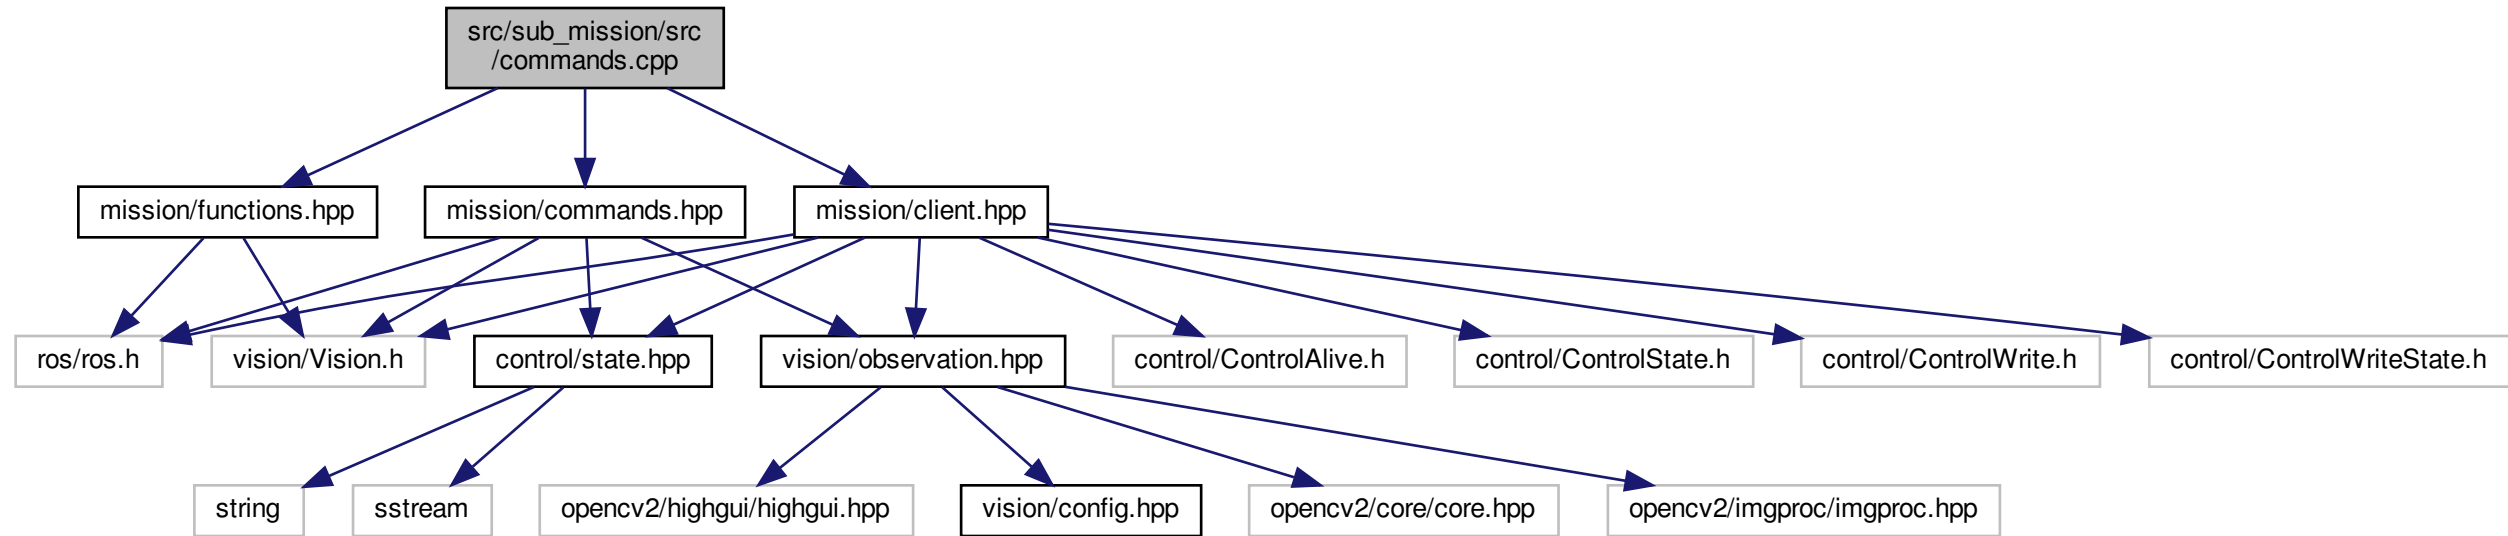 src/sub_mission/src
/commands.cpp
mission/functions.hpp
mission/commands.hpp
mission/client.hpp
ros/ros.h
vision/Vision.h
control/state.hpp
vision/observation.hpp
control/ControlAlive.h
control/ControlState.h
control/ControlWrite.h
control/ControlWriteState.h
string
sstream
opencv2/highgui/highgui.hpp
vision/config.hpp
opencv2/core/core.hpp
opencv2/imgproc/imgproc.hpp